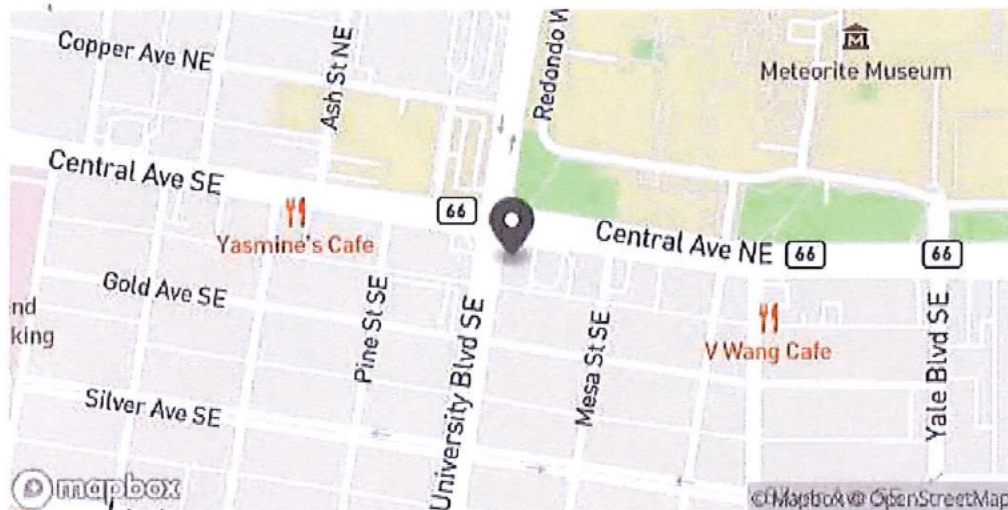 Copper Ave NE
Ash St NE
Redondo W
Meteorite Museum
Central Ave SE
66
Yasmine's Cafe
Central Ave NE
66
66
Gold Ave SE
nd
king
Pine St SE
University Blvd SE
Mesa St SE
V Wang Cafe
Yale Blvd SE
Silver Ave SE
mapbox
© Mapbox © OpenStreetMap